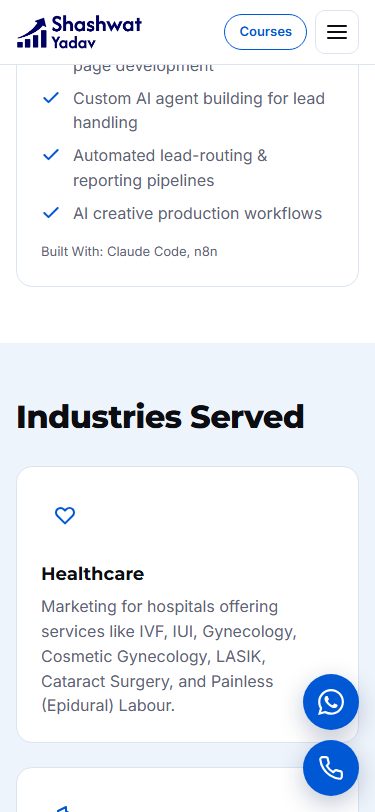 Shashwat
Yadav
Courses
page development
Custom AI agent building for lead
handling
Automated lead-routing &
reporting pipelines
AI creative production workflows
Built With: Claude Code, n8n
Industries Served
Healthcare
Marketing for hospitals offering
services like IVF, IUI, Gynecology,
Cosmetic Gynecology, LASIK,
Cataract Surgery, and Painless
(Epidural) Labour.